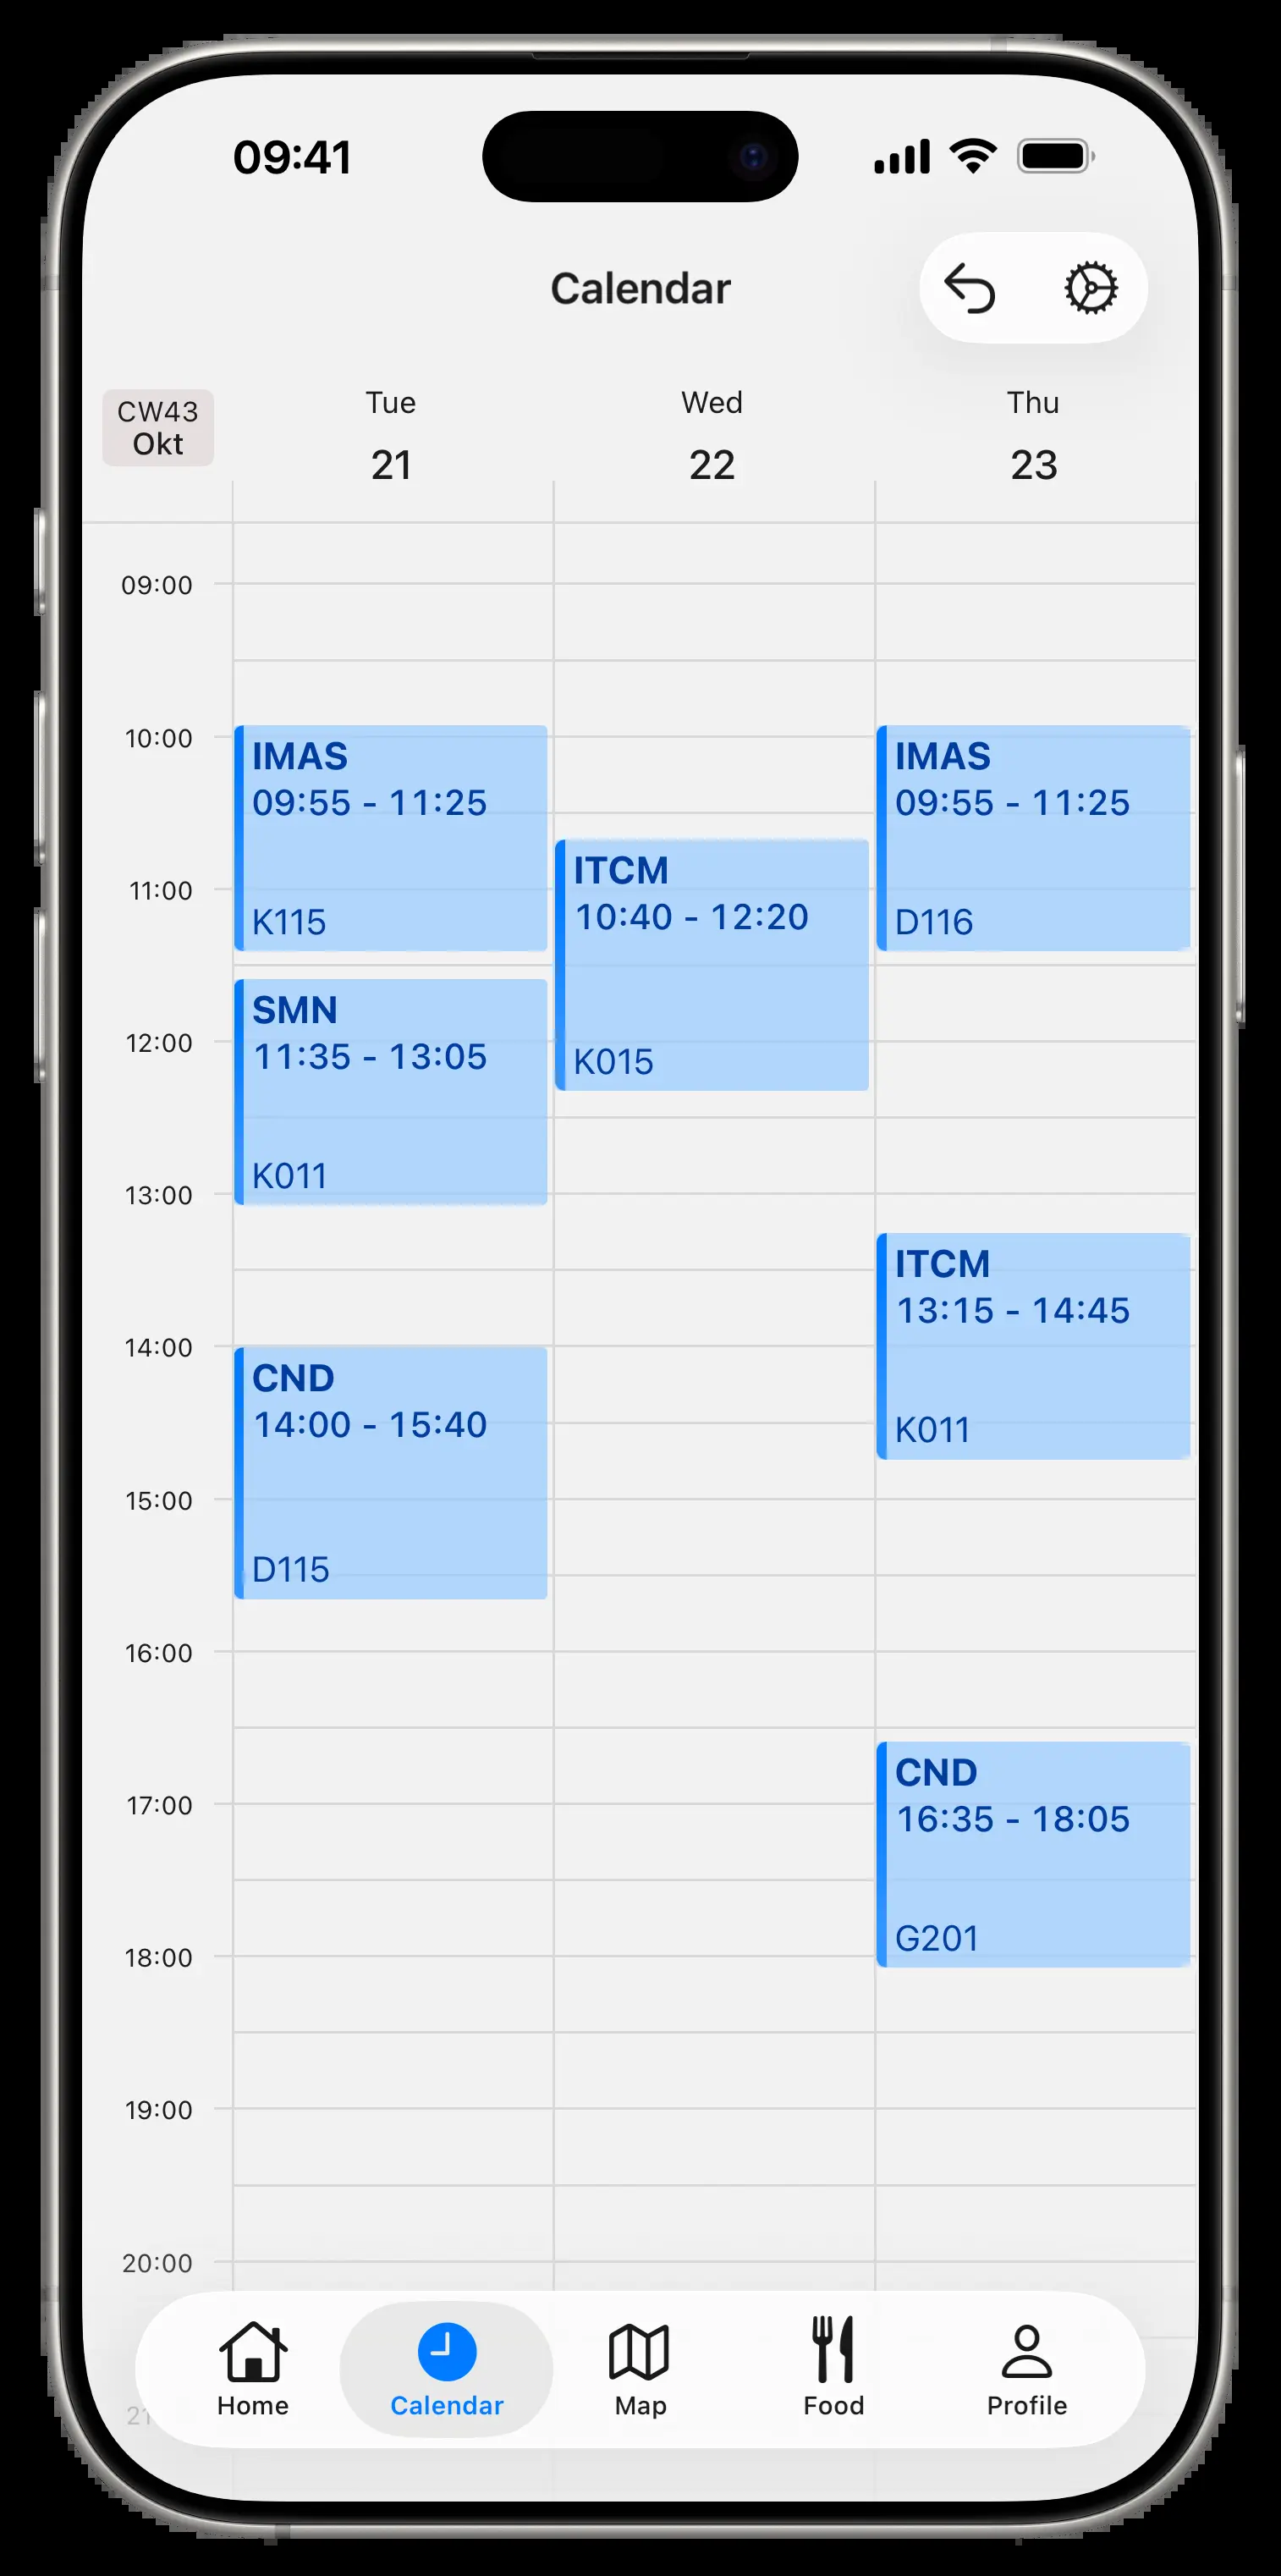 09:41
Calendar
CW43
Okt
Tue
21
Wed
22
Thu
23
09:00
10:00
11:00
12:00
13:00
14:00
15:00
16:00
17:00
18:00
19:00
20:00
21
IMAS
09:55 - 11:25
K115
SMN
11:35 - 13:05
K011
CND
14:00 - 15:40
D115
ITCM
10:40 - 12:20
K015
IMAS
09:55 - 11:25
D116
ITCM
13:15 - 14:45
K011
CND
16:35 - 18:05
G201
Home
Calendar
Map
Food
Profile